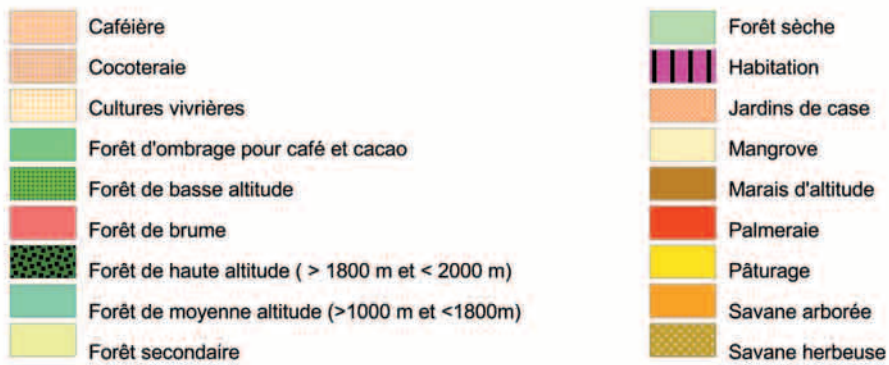 Caféière
Cocoteraie
Cultures vivrières
Forêt d'ombrage pour café et cacao
Forêt de basse altitude
Forêt de brume
Forêt de haute altitude ( > 1800 m et < 2000 m)
Forêt de moyenne altitude (>1000 m et <1800m)
Forêt secondaire
Forêt sèche
Habitation
Jardins de case
Mangrove
Marais d'altitude
Palmeraie
Pâturage
Savane arborée
Savane herbeuse